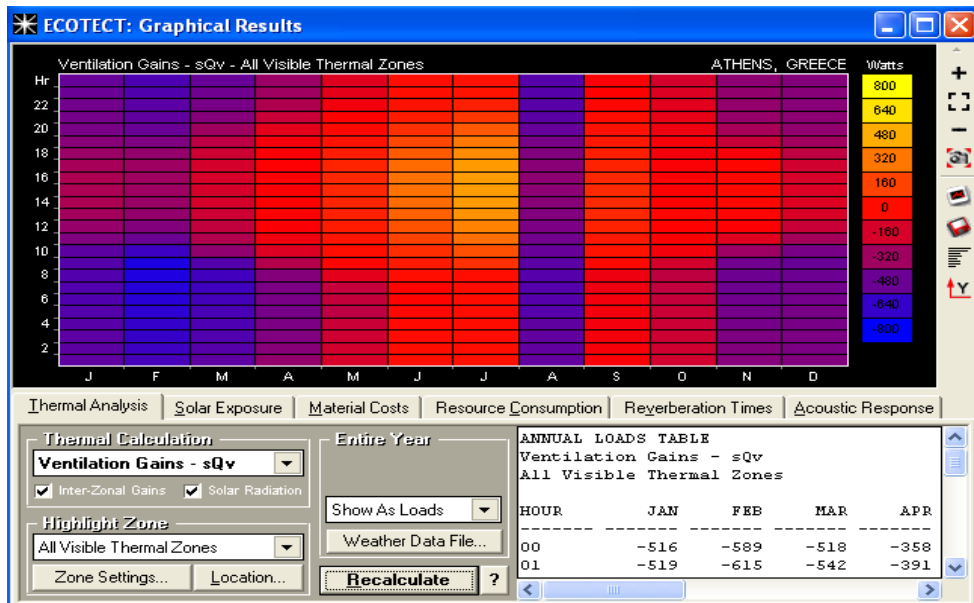 ECOTECT: Graphical Results
Ventilation Gains - sQv - All Visible Thermal Zones
ATHENS, GREECE
Watts
Hr
22
20
18
16
14
12
10
8
6
4
2
800
640
480
320
160
0
-160
-320
-480
-640
-800
J F M A M J J A S O N D
Thermal Analysis Solar Exposure Material Costs Resource Consumption Reverberation Times Acoustic Response
Thermal Calculation
Ventilation Gains - sQv
Inter-Zonal Gains Solar Radiation
Highlight Zone
All Visible Thermal Zones
Zone Settings... Location...
Entire Year
Show As Loads
Weather Data File...
Recalculate ?
ANNUAL LOADS TABLE
Ventilation Gains - sQv
All Visible Thermal Zones
HOUR JAN FEB MAR APR
------- ------- ------- ------- -------
00 -516 -589 -518 -358
01 -519 -615 -542 -391
Y